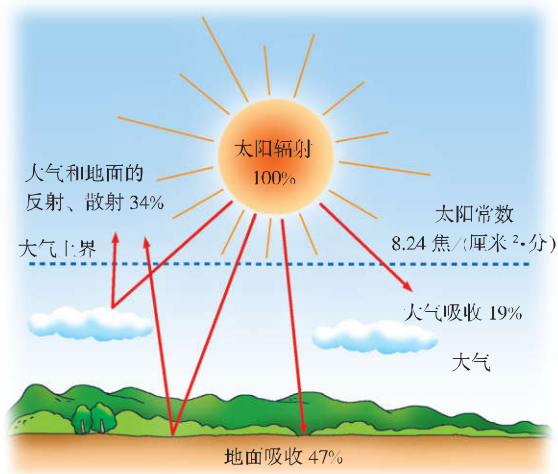 太阳辐射
100%
大气和地面的
反射、散射 34%
大气上界
太阳常数
8.24 焦/(厘米²·分)
大气吸收 19%
大气
地面吸收 47%